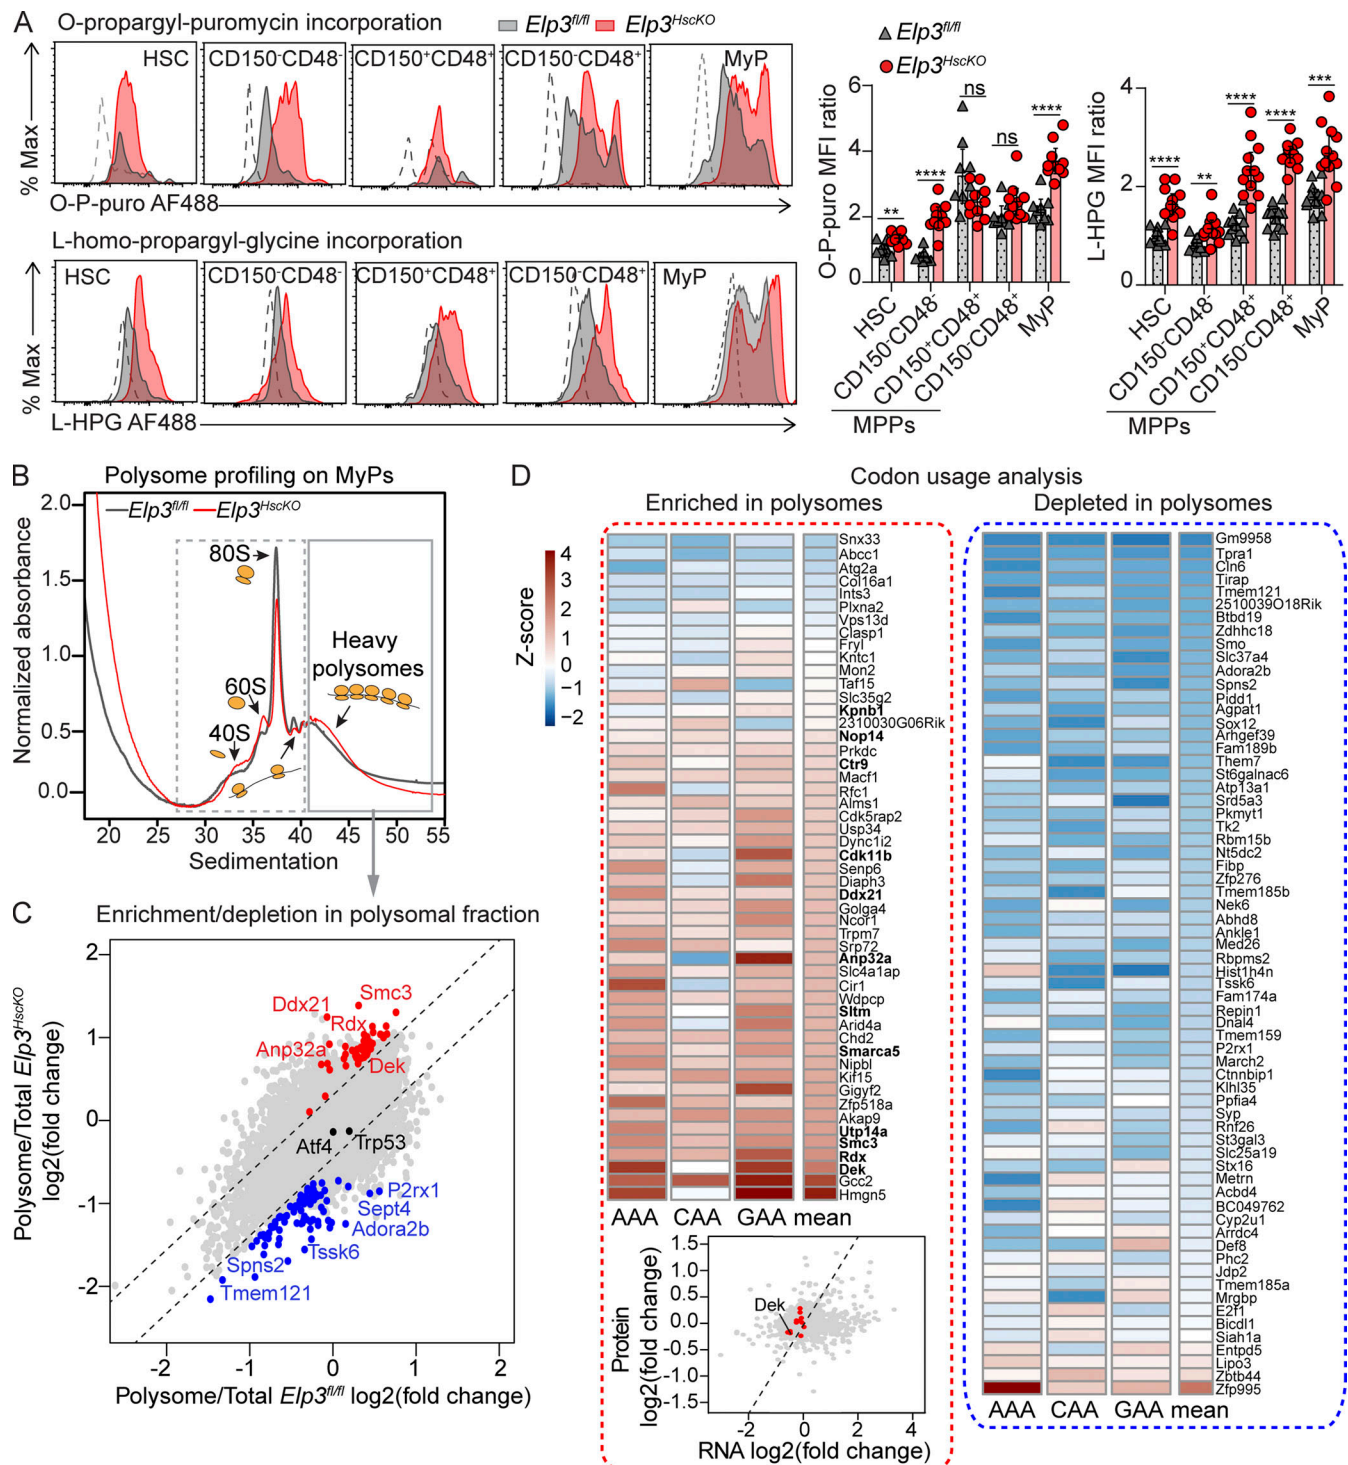 A
O-propargyl-puromycin incorporation
Elp3fl/fl
Elp3HscKO
HSC
CD150-CD48-
CD150+CD48+
CD150-CD48+
MyP
% Max
O-P-puro AF488
L-homo-propargyl-glycine incorporation
HSC
CD150-CD48-
CD150+CD48+
CD150-CD48+
MyP
% Max
L-HPG AF488
Elp3fl/fl
Elp3HscKO
O-P-puro MFI ratio
6
4
2
0
**
****
ns
ns
****
HSC
CD150-CD48-
CD150+CD48+
CD150-CD48+
MyP
MPPs
L-HPG MFI ratio
4
2
0
****
**
****
****
***
HSC
CD150-CD48-
CD150+CD48+
CD150-CD48+
MyP
MPPs
B
Polysome profiling on MyPs
Normalized absorbance
2.0
1.5
1.0
0.5
0.0
Elp3fl/fl
Elp3HscKO
80S
60S
40S
Heavy
polysomes
20 25 30 35 40 45 50 55
Sedimentation
C
Enrichment/depletion in polysomal fraction
Polysome/Total Elp3HscKO
log2(fold change)
2
1
0
-1
-2
Ddx21
Smc3
Rdx
Anp32a
Dek
Atf4
Trp53
P2rx1
Sept4
Adora2b
Tssk6
Spns2
Tmem121
-2 -1 0 1 2
Polysome/Total Elp3fl/fl log2(fold change)
D
Codon usage analysis
Enriched in polysomes
Z-score
4
3
2
1
0
−1
−2
Snx33
Abcc1
Atg2a
Col16a1
Ints3
Plxna2
Vps13d
Clasp1
Fryl
Kntc1
Mon2
Taf15
Slc35g2
Kpnb1
2310030G06Rik
Nop14
Prkdc
Ctr9
Macf1
Rfc1
Alms1
Cdk5rap2
Usp34
Dync1i2
Cdk11b
Senp6
Diaph3
Ddx21
Golga4
Ncor1
Trpm7
Srp72
Anp32a
Slc4a1ap
Cir1
Wdpcp
Sltm
Arid4a
Chd2
Smarca5
Nipbl
Kif15
Gigyf2
Zfp518a
Akap9
Utp14a
Smc3
Rdx
Dek
Gcc2
Hmgn5
AAA CAA GAA mean
Protein
log2(fold change)
1.5
1.0
0.5
0.0
-0.5
-1.0
-1.5
Dek
-2 0 2 4
RNA log2(fold change)
Depleted in polysomes
Gm9958
Tpra1
Cln6
Tirap
Tmem121
2510039O18Rik
Btbd19
Zdhhc18
Smo
Slc37a4
Adora2b
Spns2
Pidd1
Agpat1
Sox12
Arhgef39
Fam189b
Them7
St6galnac6
Atp13a1
Srd5a3
Pkmyt1
Tk2
Rbm15b
Nt5dc2
Fibp
Zfp276
Tmem185b
Nek6
Abhd8
Ankle1
Med26
Rbpms2
Hist1h4n
Tssk6
Fam174a
Repin1
Dnal4
Tmem159
P2rx1
March2
Ctnnbip1
Klhl35
Ppfia4
Syp
Rnf26
St3gal3
Slc25a19
Stx16
Metrn
Acbd4
BC049762
Cyp2u1
Arrdc4
Def8
Phc2
Jdp2
Tmem185a
Mrgbp
E2f1
Bicdl1
Siah1a
Entpd5
Lipo3
Zbtb44
Zfp995
AAA CAA GAA mean